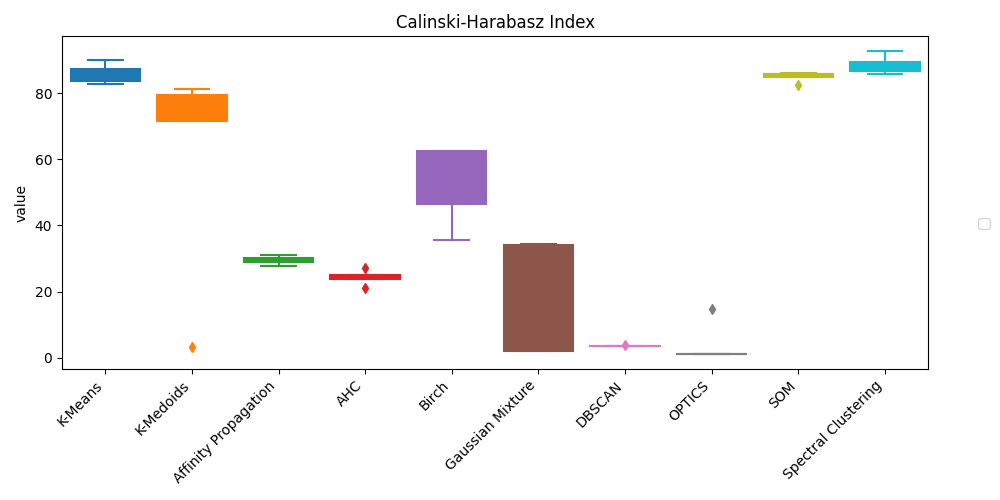 Calinski-Harabasz Index
value
80
60
40
20
0
K-Means
K-Medoids
Affinity Propagation
AHC
Birch
Gaussian Mixture
DBSCAN
OPTICS
SOM
Spectral Clustering